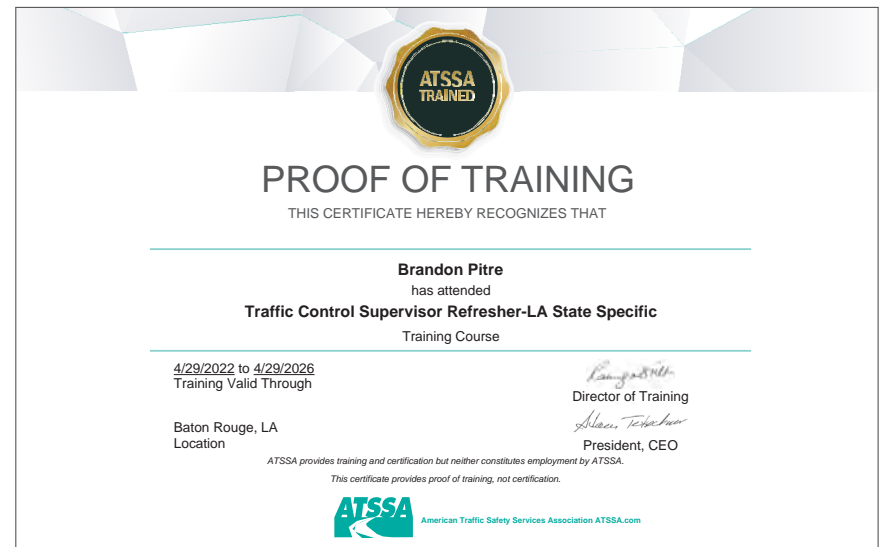 ATSSA
TRAINED
PROOF OF TRAINING
THIS CERTIFICATE HEREBY RECOGNIZES THAT
Brandon Pitre
has attended
Traffic Control Supervisor Refresher-LA State Specific
Training Course
4/29/2022 to 4/29/2026
Training Valid Through
Director of Training
Baton Rouge, LA
Location
President, CEO
ATSSA provides training and certification but neither constitutes employment by ATSSA.
This certificate provides proof of training, not certification.
ATSSA
American Traffic Safety Services Association ATSSA.com